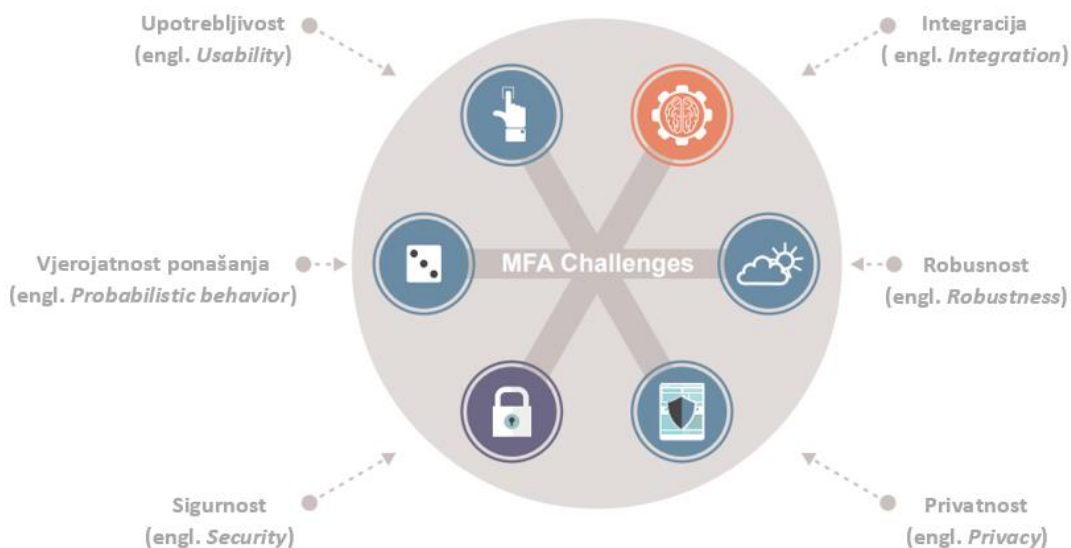 Upotrebljivost
(engl. Usability)
Integracija
( engl. Integration)
Vjerojatnost ponašanja
(engl. Probabilistic behavior)
MFA Challenges
Robusnost
(engl. Robustness)
Sigurnost
(engl. Security)
Privatnost
(engl. Privacy)